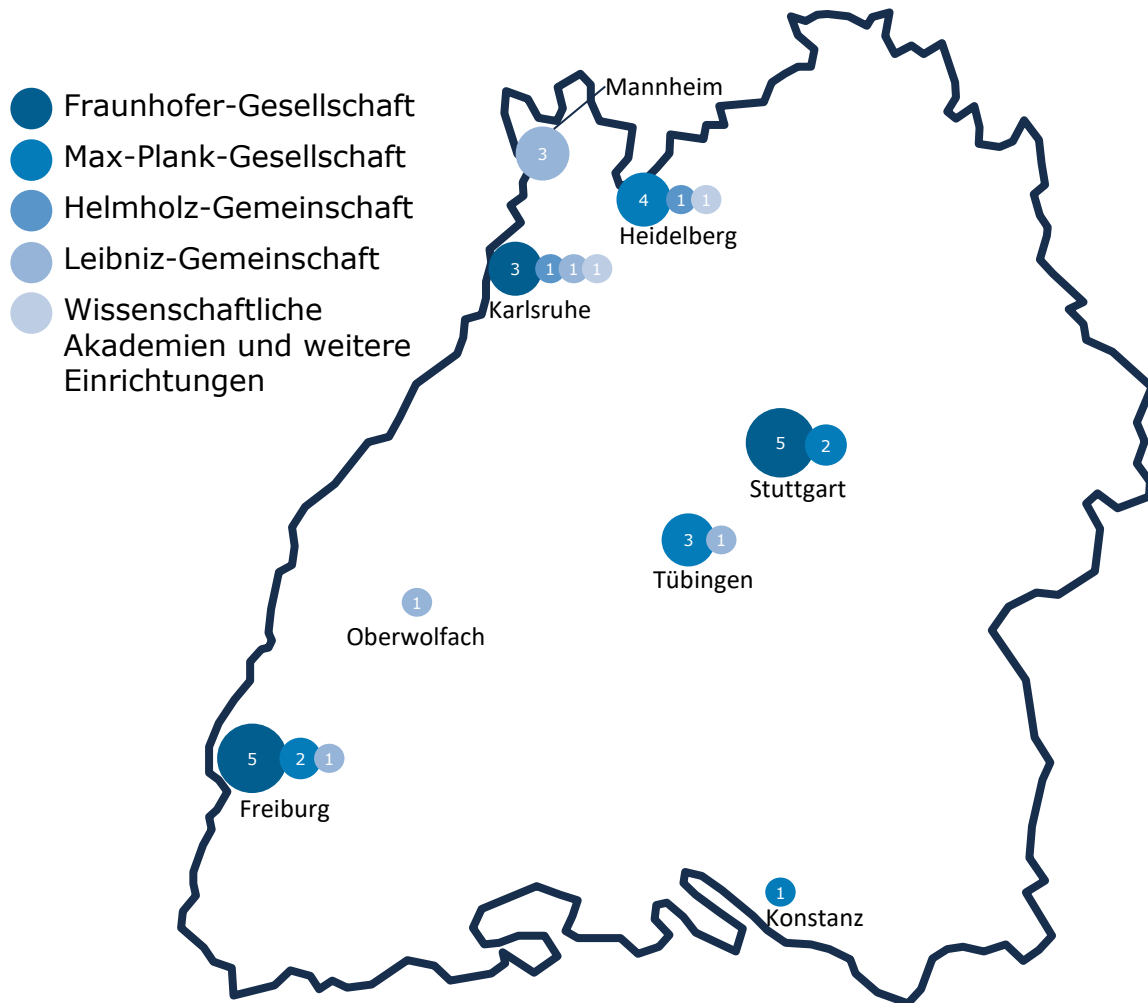 Fraunhofer-Gesellschaft
Max-Plank-Gesellschaft
Helmholz-Gemeinschaft
Leibniz-Gemeinschaft
Wissenschaftliche
Akademien und weitere
Einrichtungen
Mannheim
3
4 1 1
Heidelberg
3 1 1 1
Karlsruhe
5 2
Stuttgart
3 1
Tübingen
1
Oberwolfach
5 2 1
Freiburg
1
Konstanz